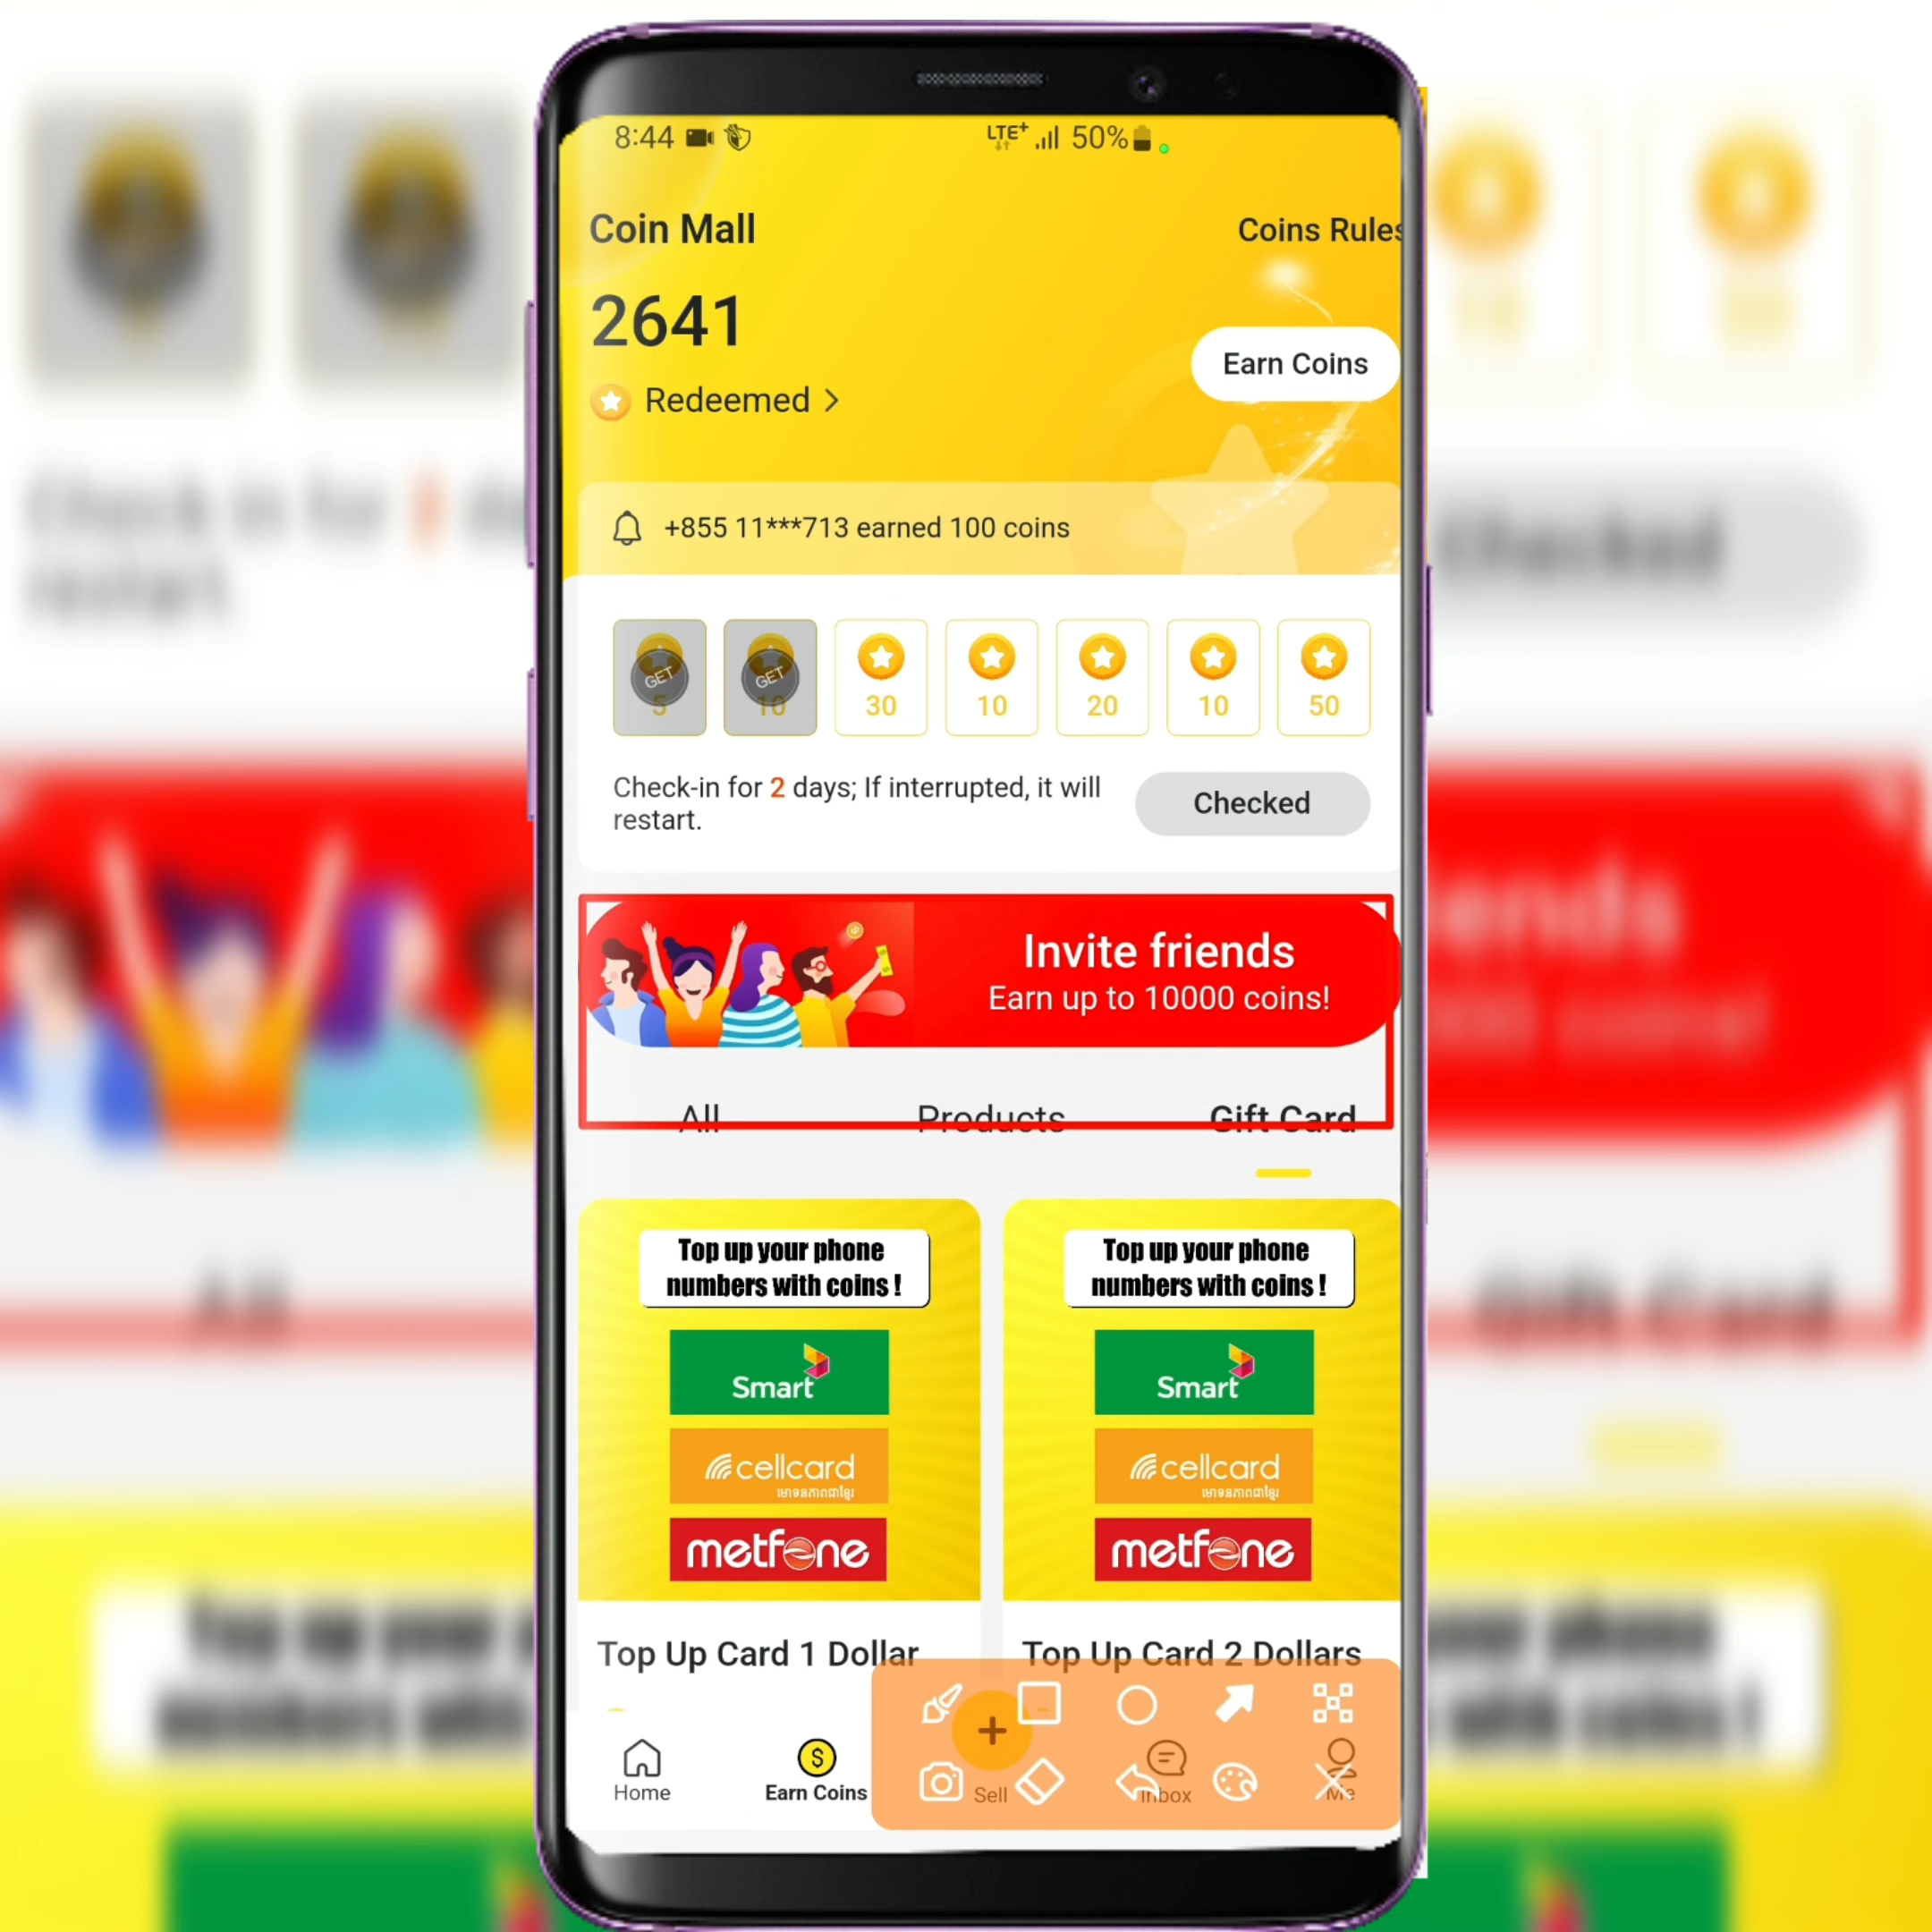 8:44
LTE+ 50%
Coin Mall
Coins Rules
2641
Earn Coins
Redeemed
+855 11***713 earned 100 coins
GET GET
5 10 30 10 20 10 50
Check-in for 2 days; If interrupted, it will
restart.
Checked
Invite friends
Earn up to 10000 coins!
All Products Gift Card
Top up your phone
numbers with coins !
Smart
cellcard
metfone
Top Up Card 1 Dollar
Top up your phone
numbers with coins !
Smart
cellcard
metfone
Top Up Card 2 Dollars
Home Earn Coins Sell Inbox Me